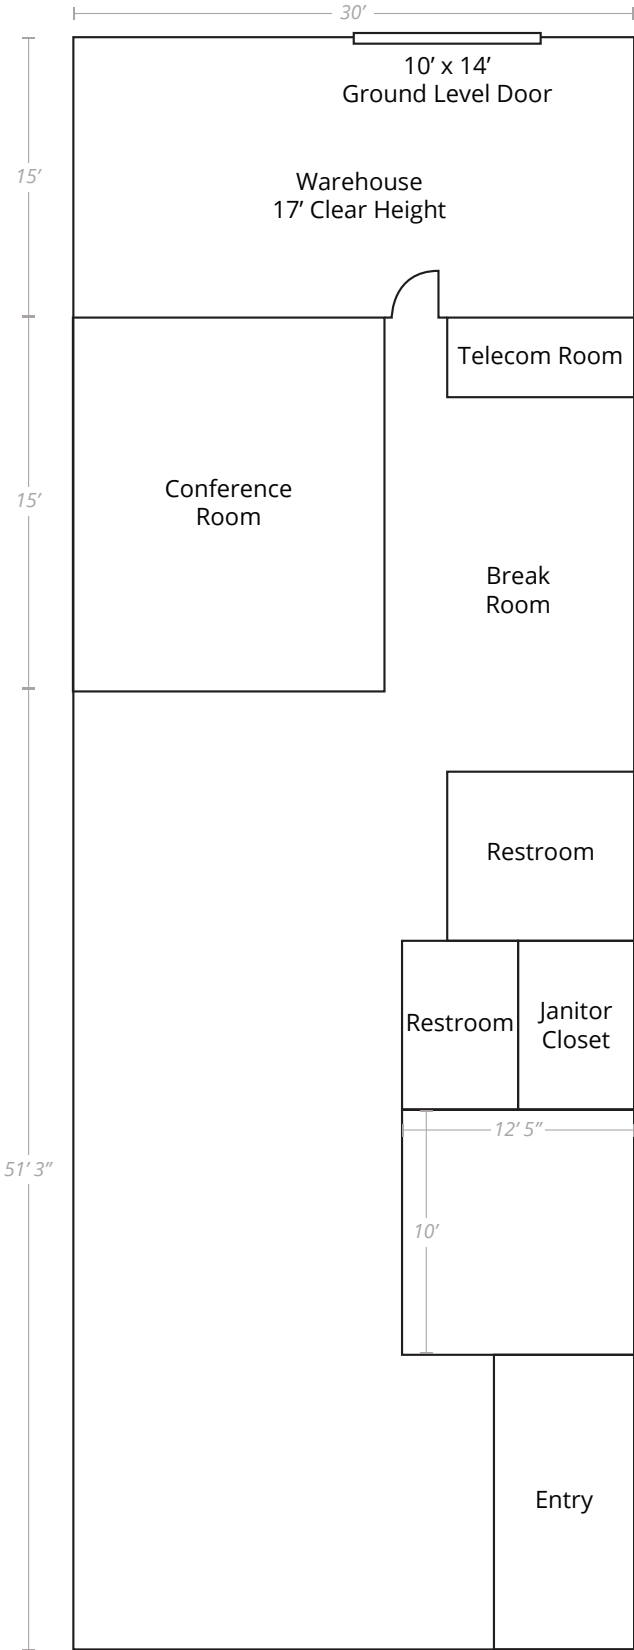 30’
10’ x 14’
Ground Level Door
15’
Warehouse
17’ Clear Height
Telecom Room
Conference
Room
15’
Break
Room
Restroom
Restroom
Janitor
Closet
12’ 5”
51’ 3”
10’
Entry